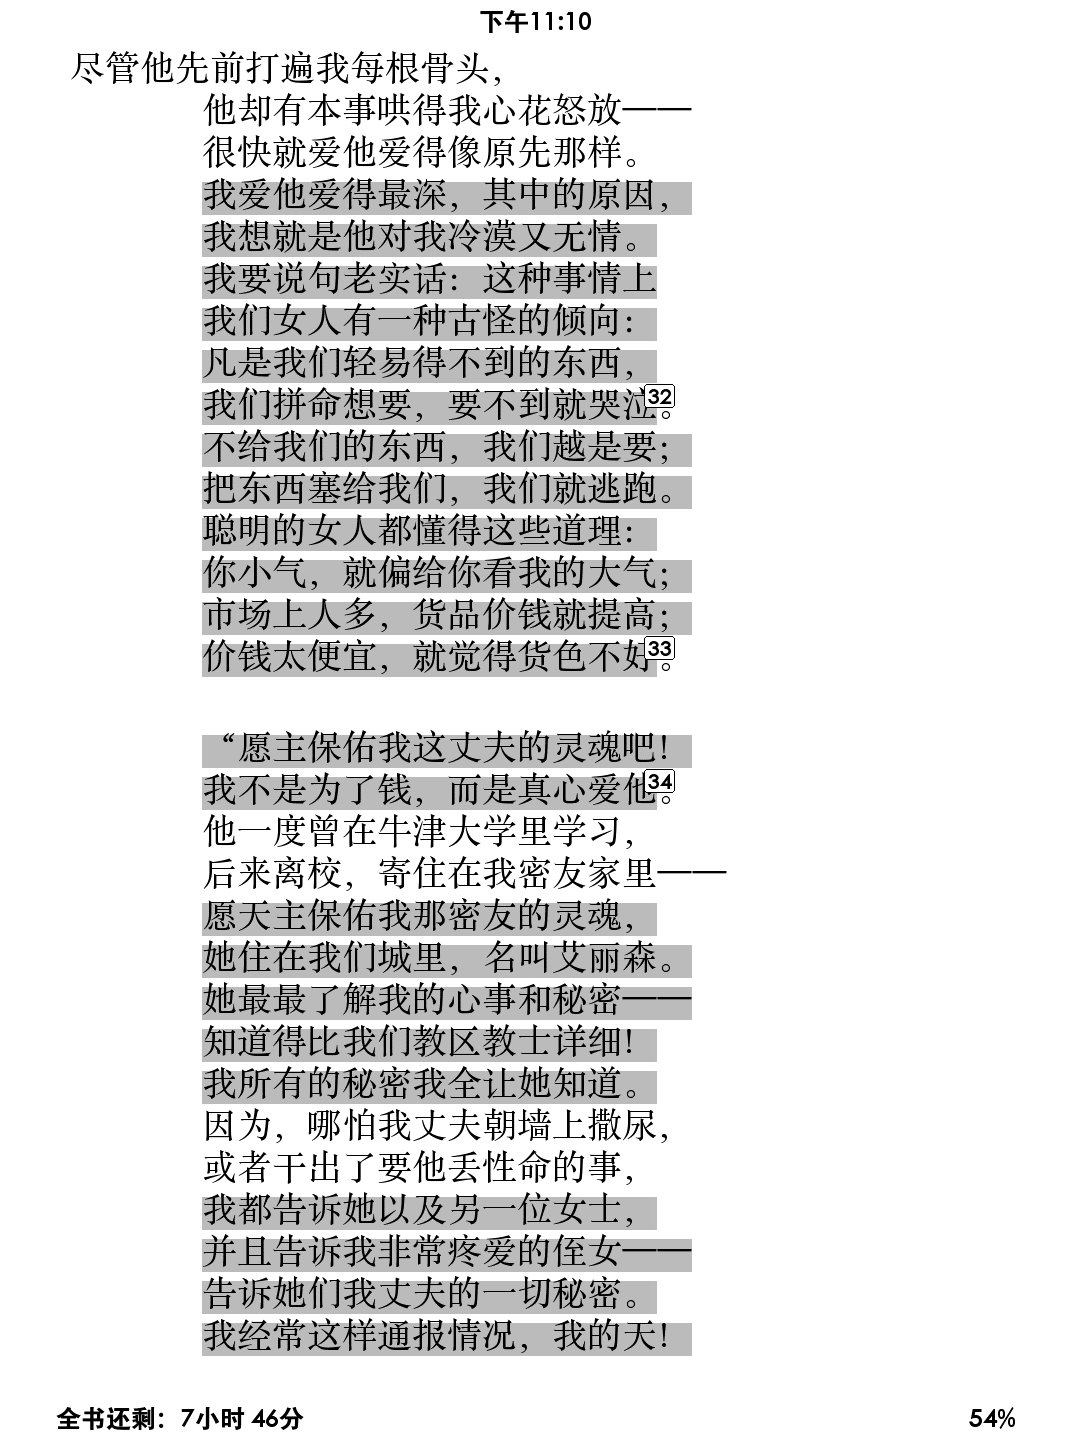 下午11:10
尽管他先前打遍我每根骨头，
他却有本事哄得我心花怒放——
很快就爱他爱得像原先那样。
我爱他爱得最深，其中的原因，
我想就是他对我冷漠又无情。
我要说句老实话：这种事情上
我们女人有一种古怪的倾向：
凡是我们轻易得不到的东西，
我们拼命想要，要不到就哭泣32。
不给我们的东西，我们越是要；
把东西塞给我们，我们就逃跑。
聪明的女人都懂得这些道理：
你小气，就偏给你看我的大气；
市场上人多，货品价钱就提高；
价钱太便宜，就觉得货色不好33。
“愿主保佑我这丈夫的灵魂吧！
我不是为了钱，而是真心爱他34。
他一度曾在牛津大学里学习，
后来离校，寄住在我密友家里——
愿天主保佑我那密友的灵魂，
她住在我们城里，名叫艾丽森。
她最最了解我的心事和秘密——
知道得比我们教区教士详细！
我所有的秘密我全让她知道。
因为，哪怕我丈夫朝墙上撒尿，
或者干出了要他丢性命的事，
我都告诉她以及另一位女士，
并且告诉我非常疼爱的侄女——
告诉她们我丈夫的一切秘密。
我经常这样通报情况，我的天！
全书还剩：7小时 46分
54%